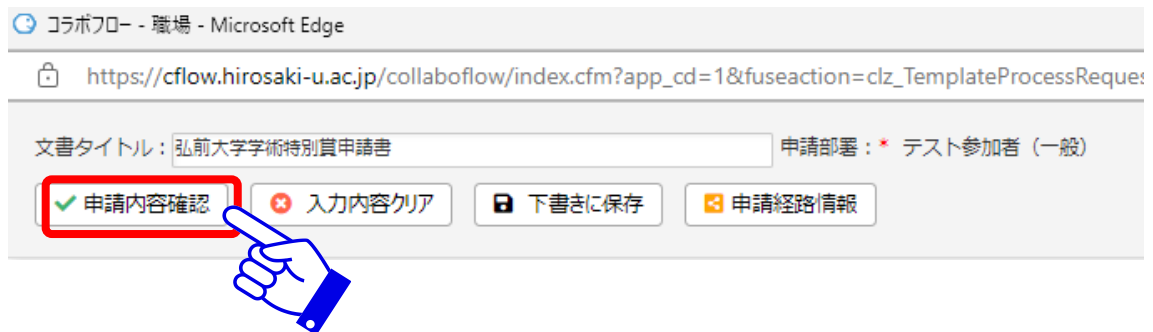 コラボフロー - 職場 - Microsoft Edge
https://cflow.hirosaki-u.ac.jp/collaboflow/index.cfm?app_cd=1&fuseaction=clz_TemplateProcessReques
文書タイトル：弘前大学学術特別賞申請書 申請部署：* テスト参加者（一般）
申請内容確認 入力内容クリア 下書きに保存 申請経路情報